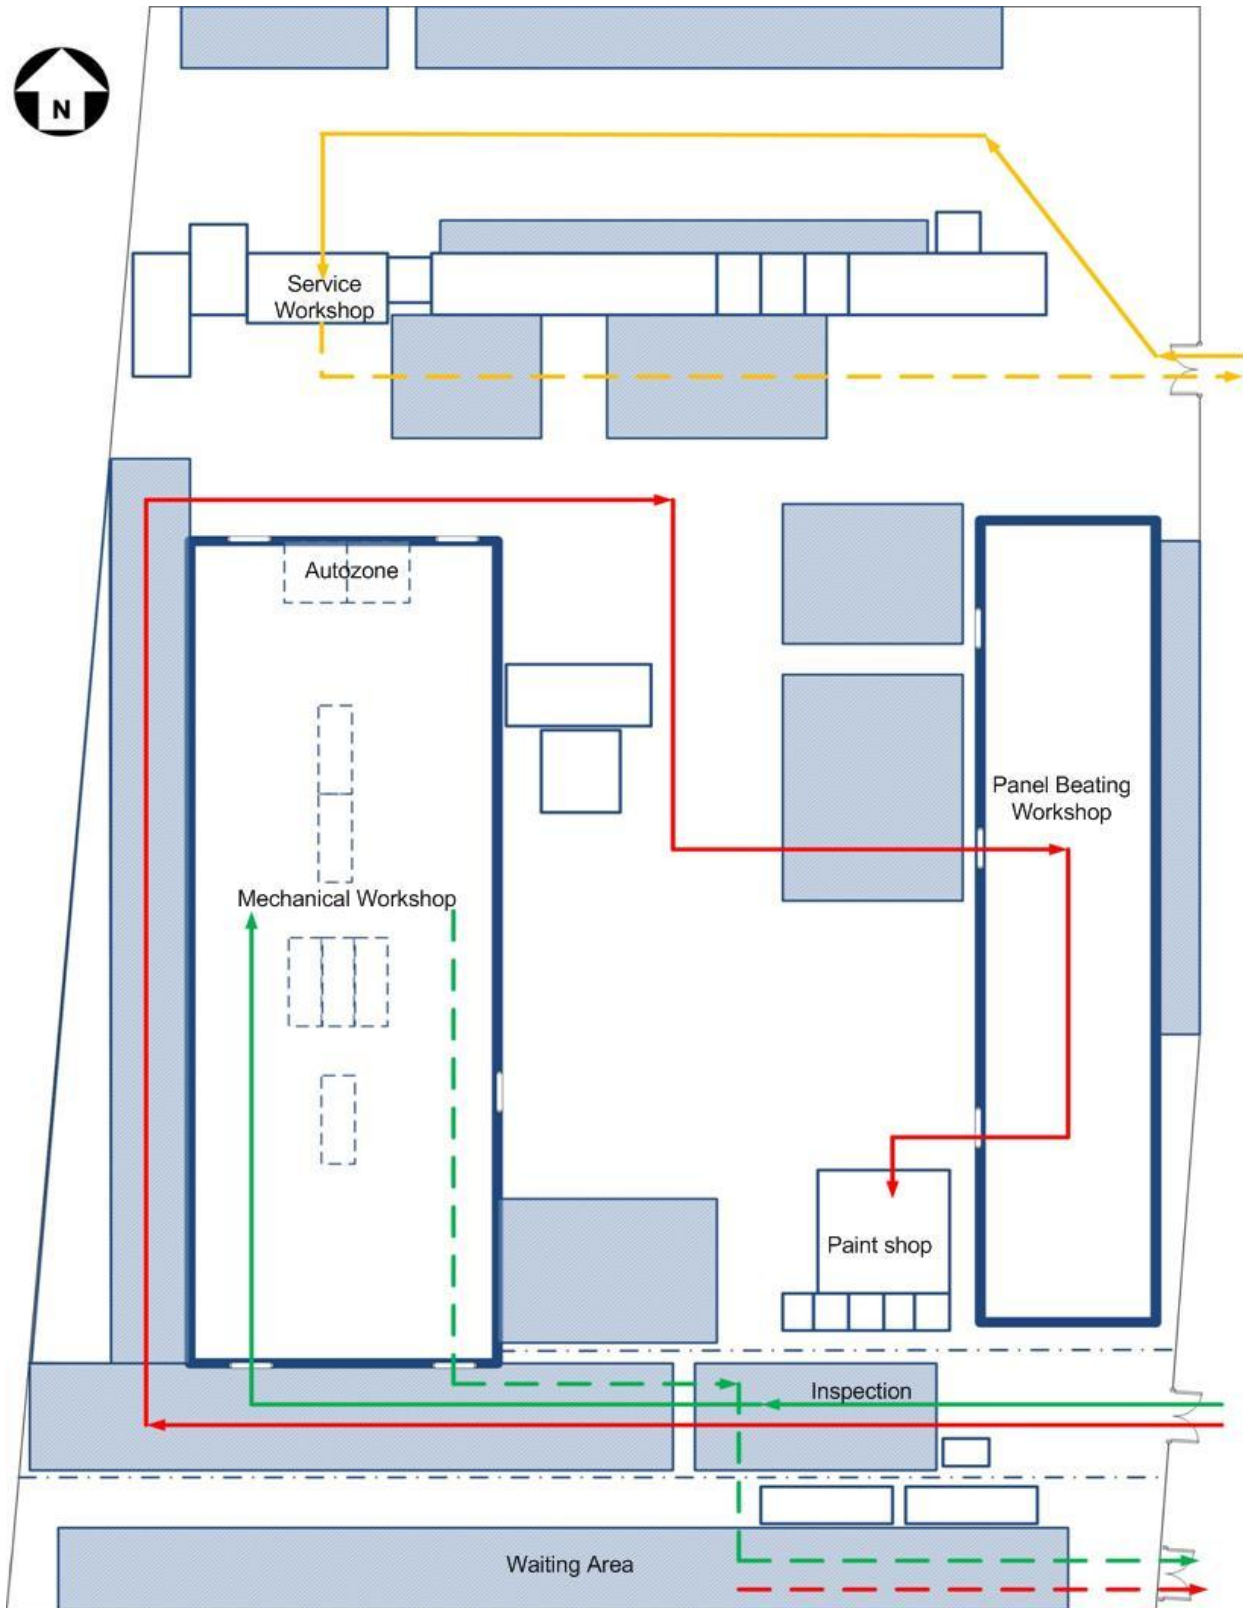 N
Service
Workshop
Autozone
Panel Beating
Workshop
Mechanical Workshop
Paint shop
Inspection
Waiting Area